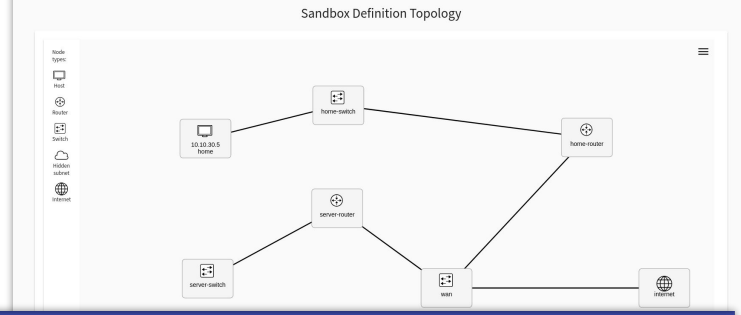 Sandbox Definition Topology
Node
types:
Host
Router
Switch
Hidden
subnet
Internet
home-switch
10.10.30.5
home
home-router
server-router
server-switch
wan
internet